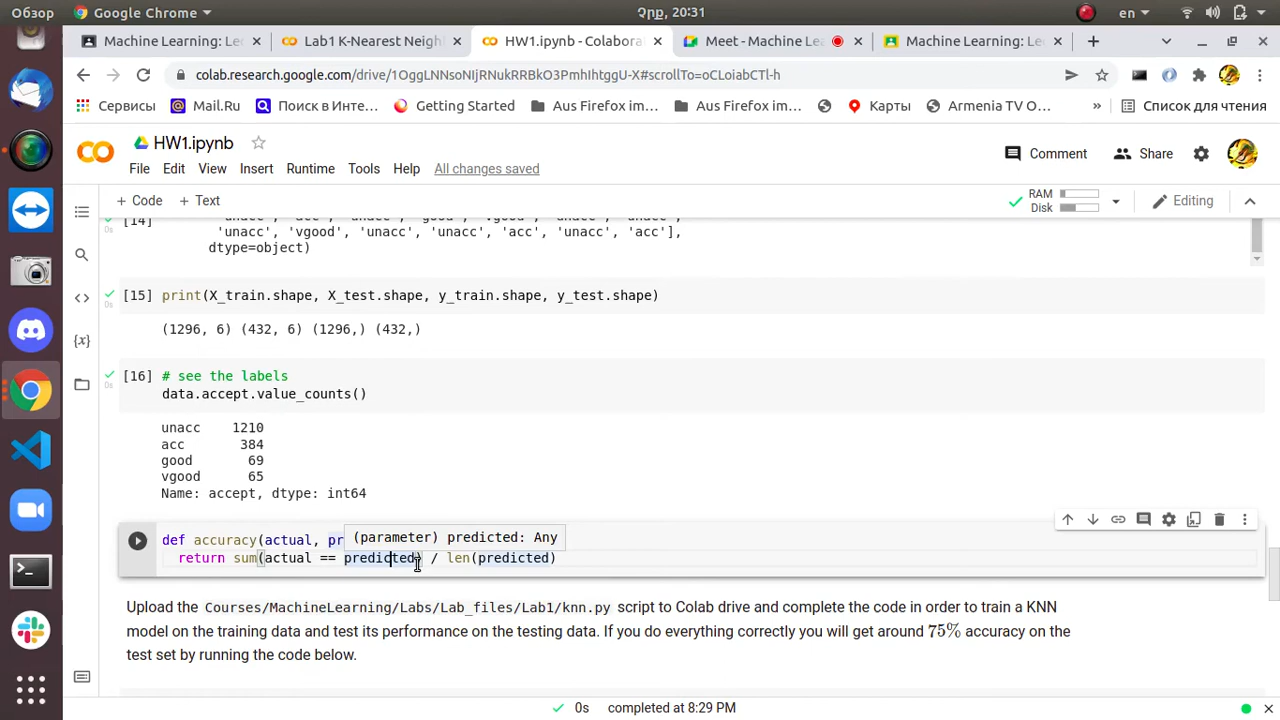 Обзор
Google Chrome
Չրք, 20:31
en
Machine Learning: Le
Lab1 K-Nearest Neigh
HW1.ipynb - Colabora
Meet - Machine Le
Machine Learning: Le
colab.research.google.com/drive/1OggLNNsoNIjRNukRRBkO3PmhIhtggU-X#scrollTo=oCLoiabCTl-h
Сервисы
Mail.Ru
Поиск в Инте...
Getting Started
Aus Firefox im...
Aus Firefox im...
Карты
Armenia TV O...
»
Список для чтения
HW1.ipynb
Comment
Share
File Edit View Insert Runtime Tools Help All changes saved
+ Code + Text
RAM
Disk
Editing
[14]
'unacc', 'vgood', 'unacc', 'unacc', 'acc', 'unacc', 'acc'],
dtype=object)
[15] print(X_train.shape, X_test.shape, y_train.shape, y_test.shape)
0s
(1296, 6) (432, 6) (1296,) (432,)
[16] # see the labels
0s
data.accept.value_counts()
unacc 1210
acc 384
good 69
vgood 65
Name: accept, dtype: int64
def accuracy(actual, pr
(parameter) predicted: Any
return sum(actual == predicted) / len(predicted)
Upload the Courses/MachineLearning/Labs/Lab_files/Lab1/knn.py script to Colab drive and complete the code in order to train a KNN
model on the training data and test its performance on the testing data. If you do everything correctly you will get around 75% accuracy on the
test set by running the code below.
0s completed at 8:29 PM